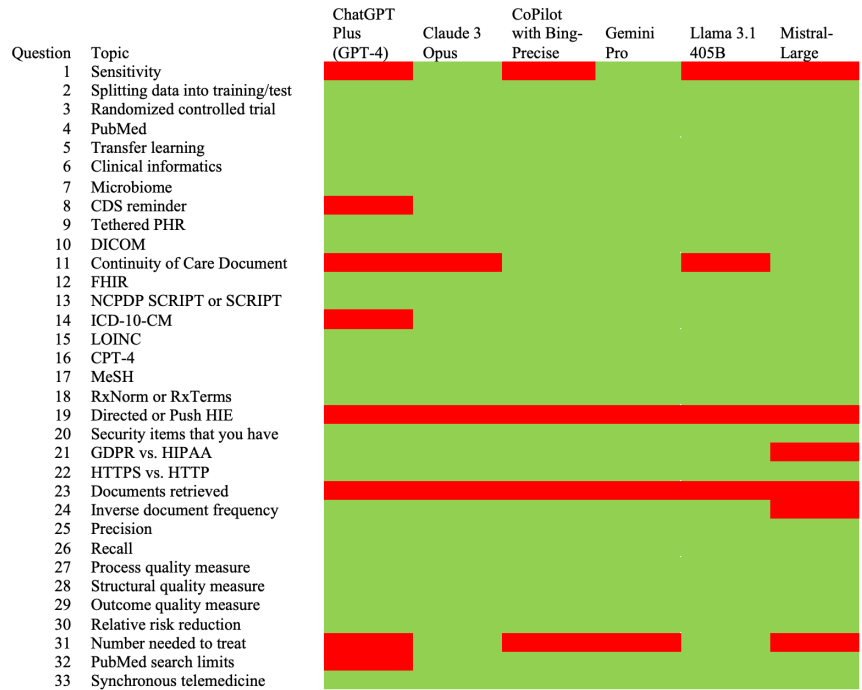 ChatGPT Plus (GPT-4)
Claude 3 Opus
CoPilot with Bing-Precise
Gemini Pro
Llama 3.1 405B
Mistral-Large
Question Topic
1 Sensitivity
2 Splitting data into training/test
3 Randomized controlled trial
4 PubMed
5 Transfer learning
6 Clinical informatics
7 Microbiome
8 CDS reminder
9 Tethered PHR
10 DICOM
11 Continuity of Care Document
12 FHIR
13 NCPDP SCRIPT or SCRIPT
14 ICD-10-CM
15 LOINC
16 CPT-4
17 MeSH
18 RxNorm or RxTerms
19 Directed or Push HIE
20 Security items that you have
21 GDPR vs. HIPAA
22 HTTPS vs. HTTP
23 Documents retrieved
24 Inverse document frequency
25 Precision
26 Recall
27 Process quality measure
28 Structural quality measure
29 Outcome quality measure
30 Relative risk reduction
31 Number needed to treat
32 PubMed search limits
33 Synchronous telemedicine